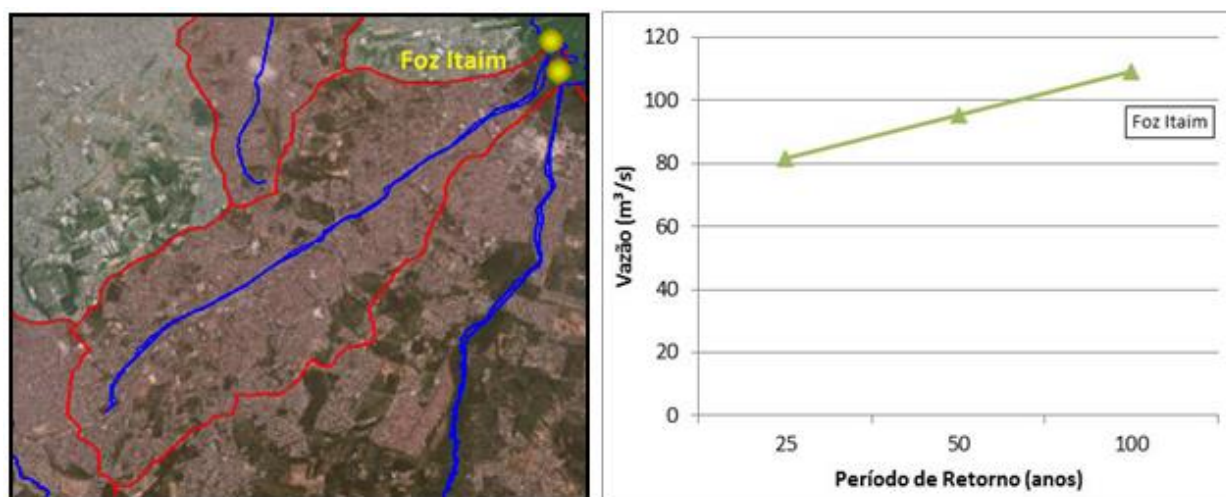 Foz Itaim
120
100
80
60
40
20
0
Vazão (m³/s)
25 50 100
Período de Retorno (anos)
Foz Itaim